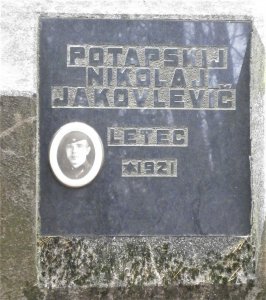 POTAPSKIJ
NIKOLAJ
JAKOVLEVIČ
LETEC
*1921